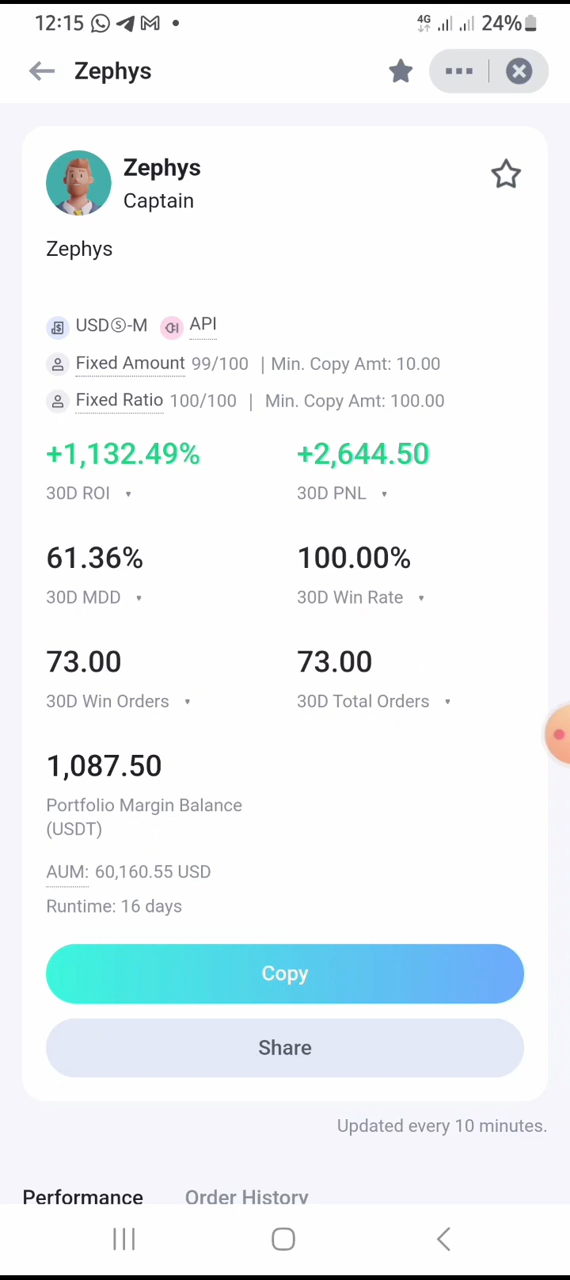 12:15 4G 24%
Zephys
Zephys
Captain
Zephys
USDⓈ-M API
Fixed Amount 99/100 | Min. Copy Amt: 10.00
Fixed Ratio 100/100 | Min. Copy Amt: 100.00
+1,132.49% +2,644.50
30D ROI 30D PNL
61.36% 100.00%
30D MDD 30D Win Rate
73.00 73.00
30D Win Orders 30D Total Orders
1,087.50
Portfolio Margin Balance
(USDT)
AUM: 60,160.55 USD
Runtime: 16 days
Copy
Share
Updated every 10 minutes.
Performance Order History